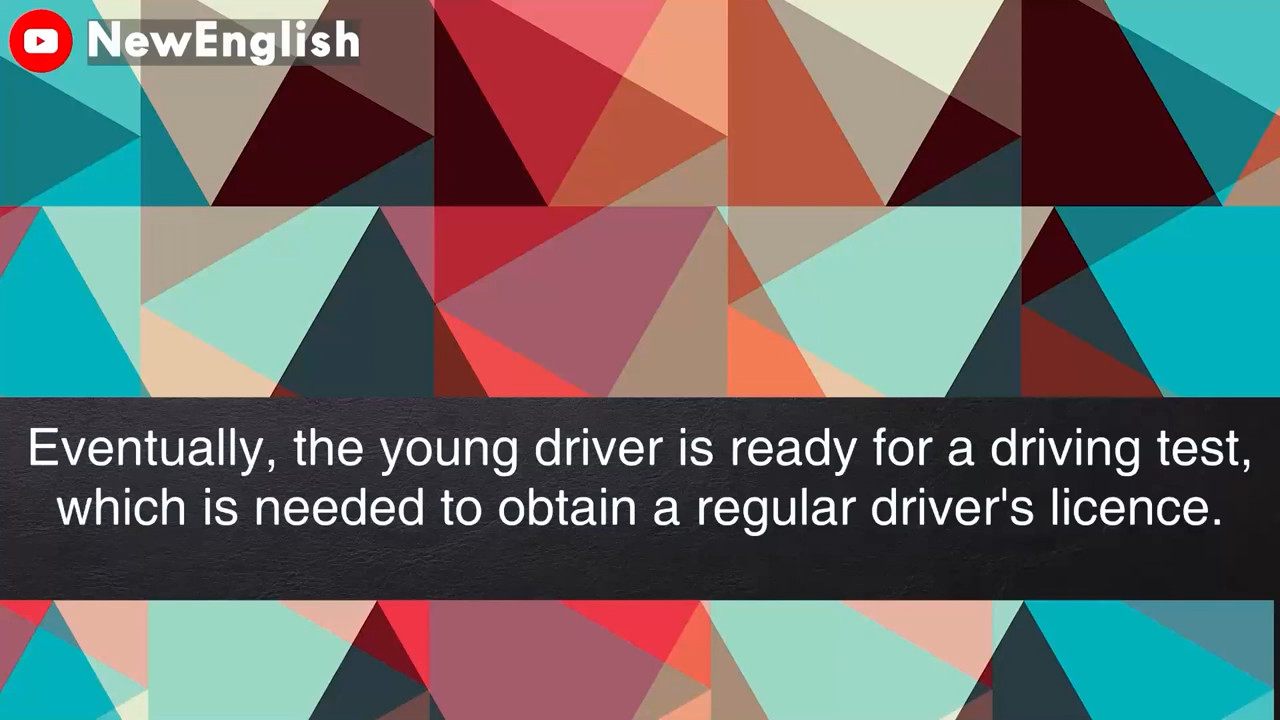 NewEnglish
Eventually, the young driver is ready for a driving test,
which is needed to obtain a regular driver's licence.